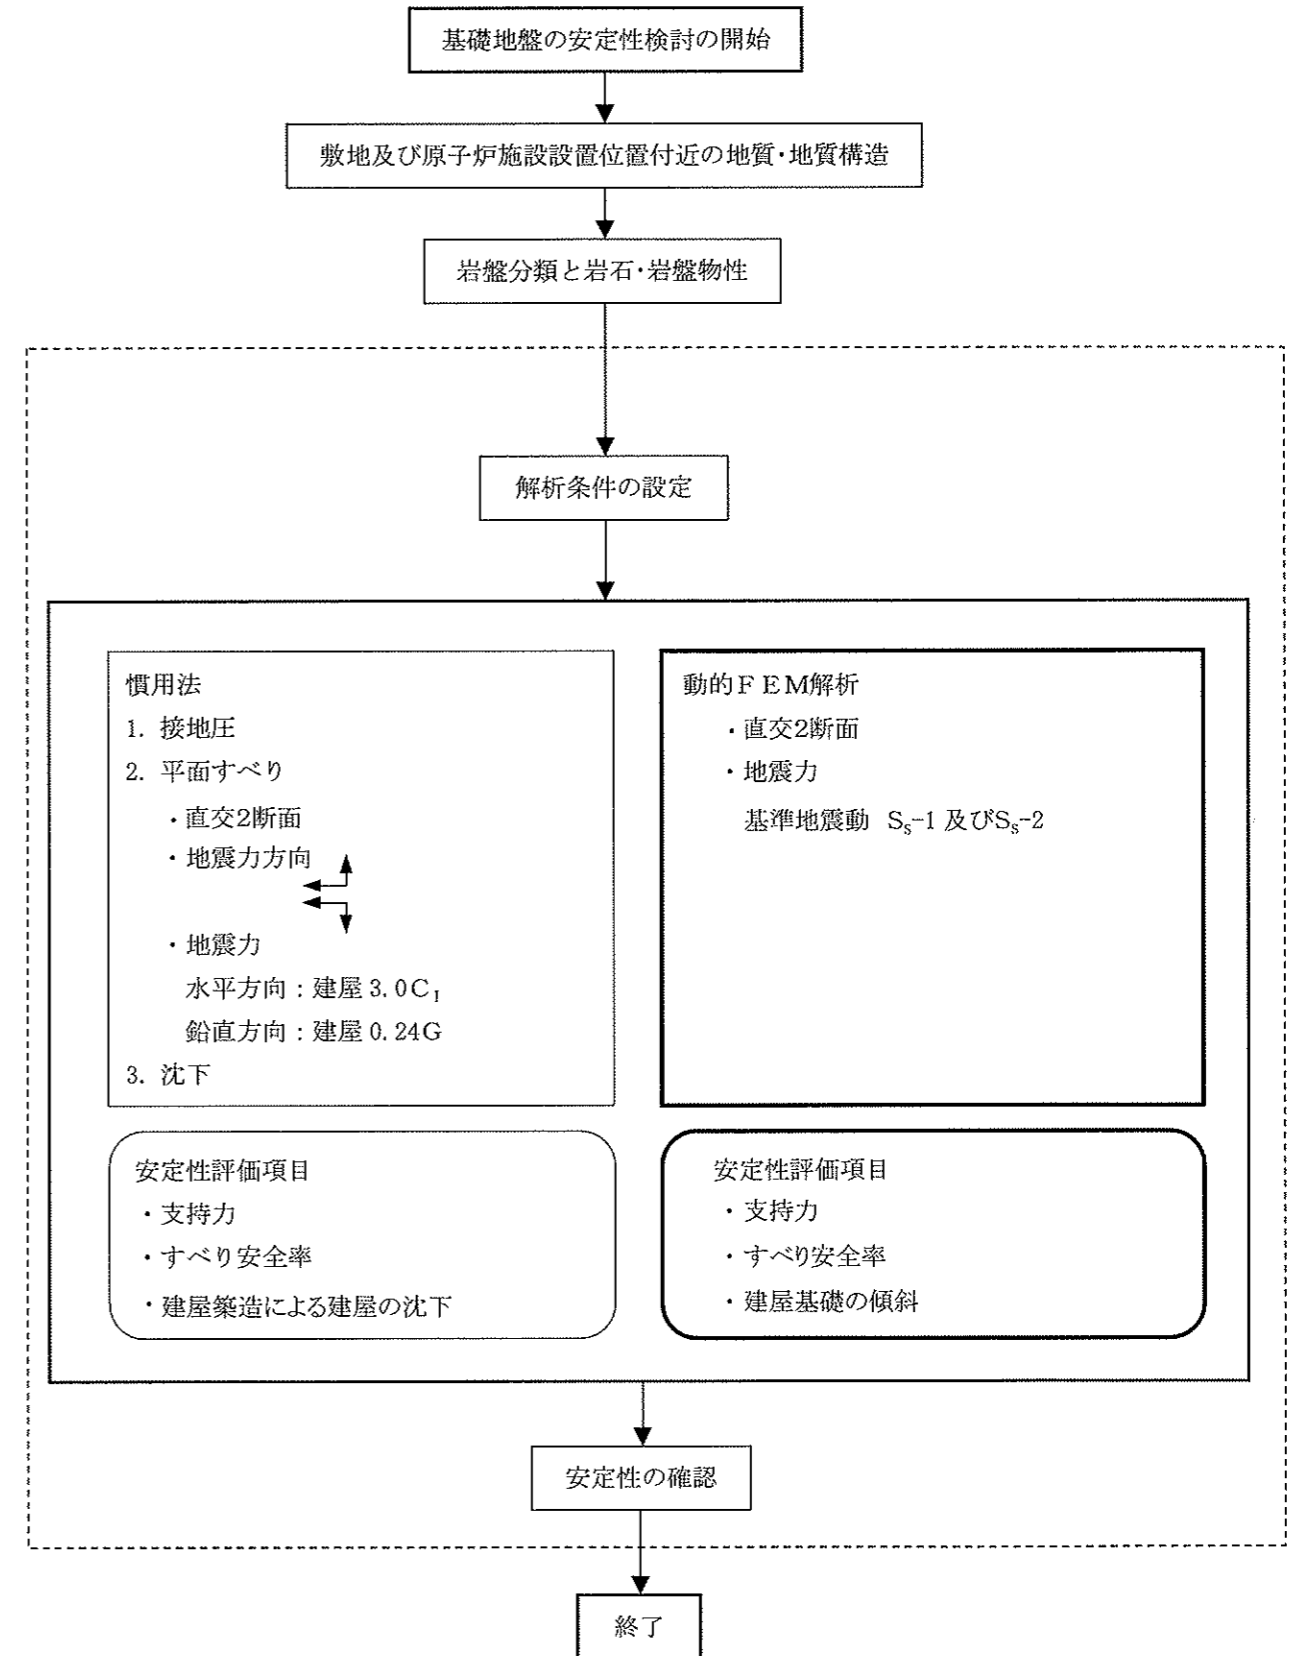 基礎地盤の安定性検討の開始
敷地及び原子炉施設設置位置付近の地質・地質構造
岩盤分類と岩石・岩盤物性
解析条件の設定
慣用法
1. 接地圧
2. 平面すべり
・直交2断面
・地震力方向
・地震力
水平方向：建屋 3.0C_I
鉛直方向：建屋 0.24G
3. 沈下
動的ＦＥＭ解析
・直交2断面
・地震力
基準地震動 S_s-1 及びS_s-2
安定性評価項目
・支持力
・すべり安全率
・建屋築造による建屋の沈下
安定性評価項目
・支持力
・すべり安全率
・建屋基礎の傾斜
安定性の確認
終了